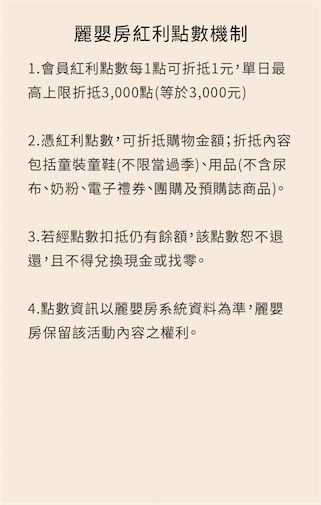 麗嬰房紅利點數機制
1.會員紅利點數每1點可折抵1元，單日最
高上限折抵3,000點(等於3,000元)
2.憑紅利點數，可折抵購物金額；折抵內容
包括童裝童鞋(不限當過季)、用品(不含尿
布、奶粉、電子禮券、團購及預購誌商品)。
3.若經點數扣抵仍有餘額，該點數恕不退
還，且不得兌換現金或找零。
4.點數資訊以麗嬰房系統資料為準，麗嬰
房保留該活動內容之權利。